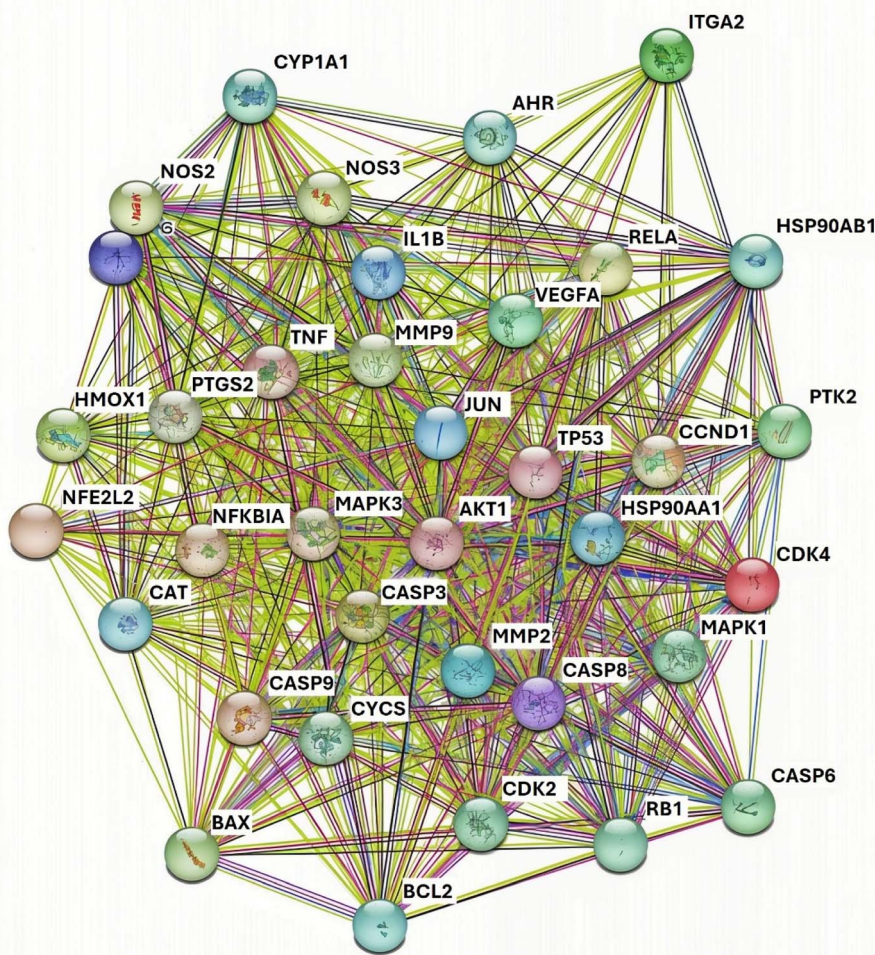 ITGA2
CYP1A1
AHR
NOS2
NOS3
HSP90AB1
6
IL1B
RELA
VEGFA
TNF
MMP9
PTGS2
HMOX1
JUN
PTK2
TP53
CCND1
NFE2L2
NFKBIA
MAPK3
AKT1
HSP90AA1
CDK4
CAT
CASP3
MAPK1
MMP2
CASP8
CASP9
CYCS
CASP6
CDK2
RB1
BAX
BCL2